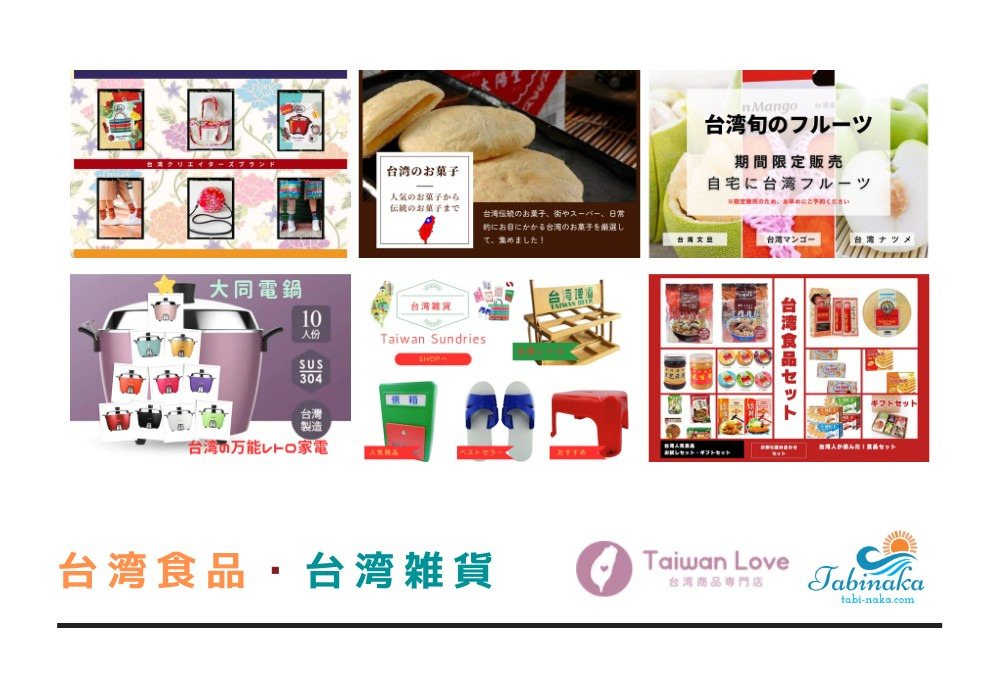 台湾クリエイターズブランド
台湾のお菓子
人気のお菓子から
伝統のお菓子まで
台湾伝統のお菓子、街やスーパー、日常
的にお目にかかる台湾のお菓子を厳選し
て、集めました！
nMango
台湾旬のフルーツ
期間限定販売
自宅に台湾フルーツ
※限定販売のため、お早めにご予約ください
台湾文旦
台湾マンゴー
台湾ナツメ
大同電鍋
10
人份
SUS
304
台灣
製造
台湾の万能レトロ家電
台湾雑貨
Taiwan Sundries
SHOPへ
台湾啤酒
TAIWAN BEER
信箱
人気商品
ベストセラー
おすすめ
台湾食品セット
ギフトセット
台湾人気食品
お試しセット・ギフトセット
お得な詰め合わせ
セット
台湾人が選んだ！食品セット
台湾食品・台湾雑貨
Taiwan Love
台湾商品専門店
Tabinaka
tabi-naka.com